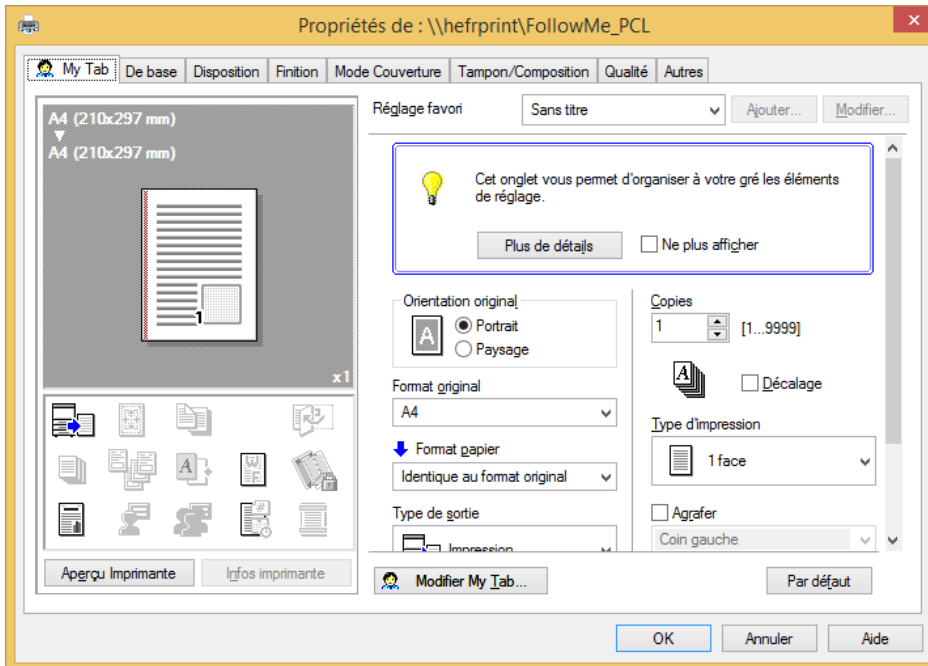 Propriétés de : \\hefrprint\FollowMe_PCL
My Tab
De base
Disposition
Finition
Mode Couverture
Tampon/Composition
Qualité
Autres
A4 (210x297 mm)
A4 (210x297 mm)
1
x1
Aperçu Imprimante
Infos imprimante
Réglage favori
Sans titre
Ajouter...
Modifier...
Cet onglet vous permet d'organiser à votre gré les éléments
de réglage.
Plus de détails
Ne plus afficher
Orientation original
A
Portrait
Paysage
Format original
A4
Format papier
Identique au format original
Type de sortie
Impression
Copies
1
[1...9999]
A
Décalage
Type d'impression
1 face
Agrafer
Coin gauche
Modifier My Tab...
Par défaut
OK
Annuler
Aide